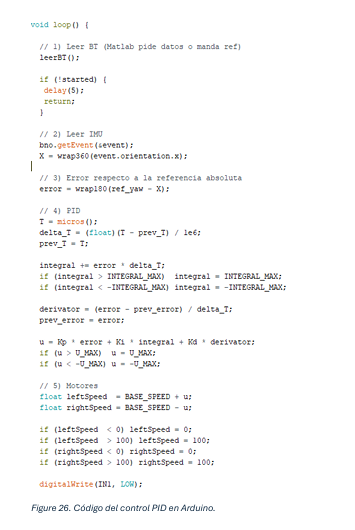 void loop() {
// 1) Leer BT (Matlab pide datos o manda ref)
leerBT();
if (!started) {
delay(5);
return;
}
// 2) Leer IMU
bno.getEvent(&event);
X = wrap360(event.orientation.x);
// 3) Error respecto a la referencia absoluta
error = wrap180(ref_yaw - X);
// 4) PID
T = micros();
delta_T = (float)(T - prev_T) / 1e6;
prev_T = T;
integral += error * delta_T;
if (integral > INTEGRAL_MAX)  integral = INTEGRAL_MAX;
if (integral < -INTEGRAL_MAX) integral = -INTEGRAL_MAX;
derivator = (error - prev_error) / delta_T;
prev_error = error;
u = Kp * error + Ki * integral + Kd * derivator;
if (u > U_MAX)  u = U_MAX;
if (u < -U_MAX) u = -U_MAX;
// 5) Motores
float leftSpeed  = BASE_SPEED + u;
float rightSpeed = BASE_SPEED - u;
if (leftSpeed  < 0) leftSpeed = 0;
if (leftSpeed  > 100) leftSpeed = 100;
if (rightSpeed < 0) rightSpeed = 0;
if (rightSpeed > 100) rightSpeed = 100;
digitalWrite(IN1, LOW);
Figure 26. Código del control PID en Arduino.